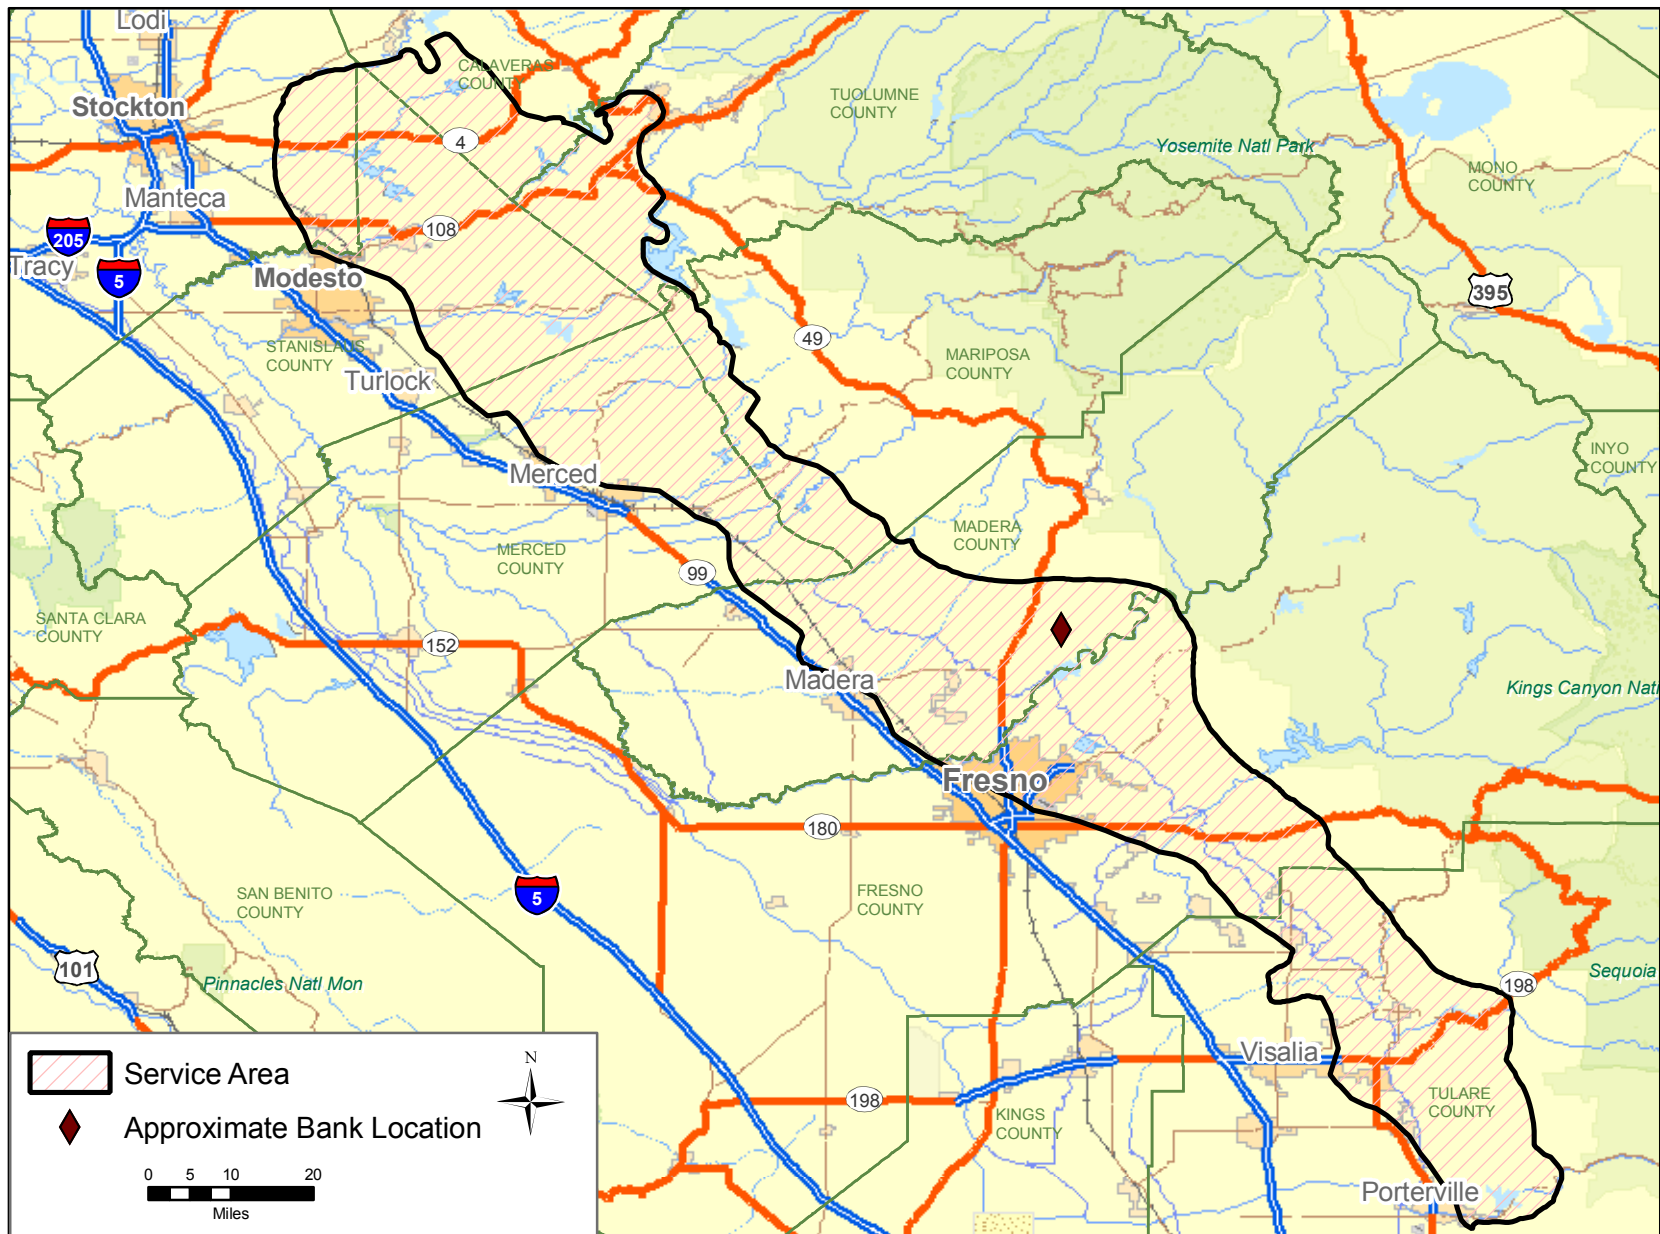 Lodi
CALAVERAS
COUNTY
TUOLUMNE
COUNTY
Stockton
4
Yosemite Natl Park
MONO
COUNTY
Manteca
108
205
Tracy
5
Modesto
395
49
STANISLAUS
COUNTY
MARIPOSA
COUNTY
Turlock
INYO
COUNTY
Merced
MADERA
COUNTY
MERCED
COUNTY
99
SANTA CLARA
COUNTY
152
Madera
Kings Canyon Natl
Fresno
180
SAN BENITO
COUNTY
5
FRESNO
COUNTY
101
Pinnacles Natl Mon
Sequoia
198
Visalia
198
KINGS
COUNTY
TULARE
COUNTY
Porterville
Service Area
N
Approximate Bank Location
0 5 10 20
Miles